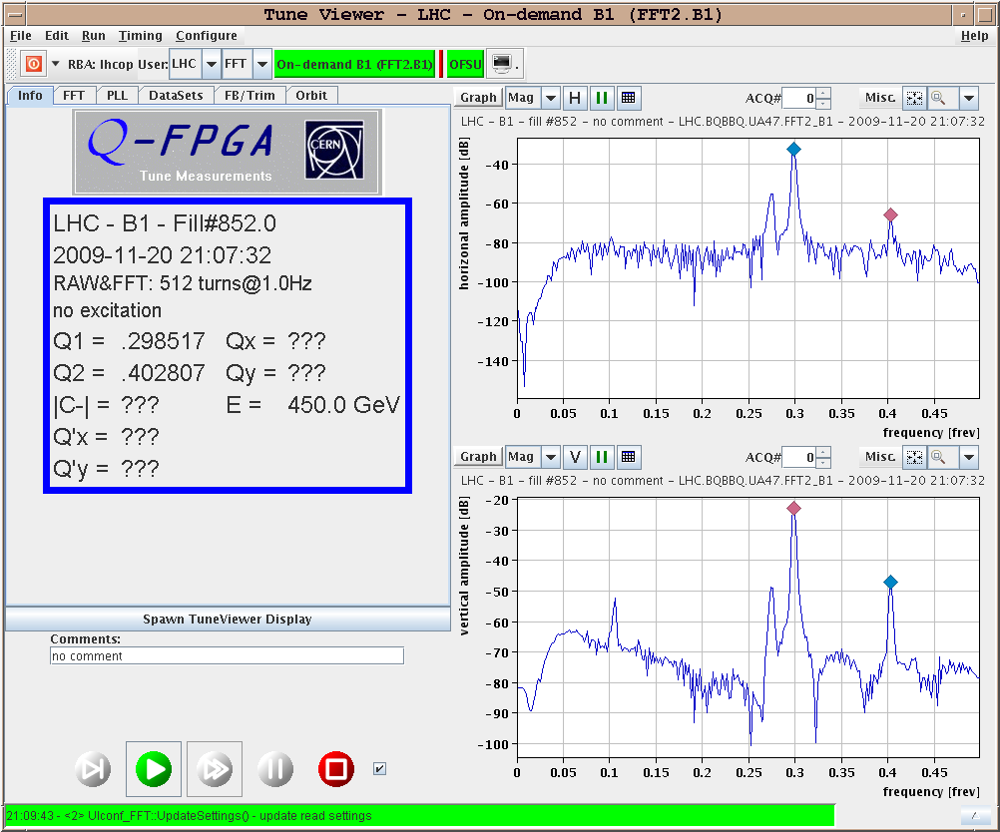 Tune Viewer - LHC - On-demand B1 (FFT2.B1)
File Edit Run Timing Configure Help
RBA: lhcop User: LHC FFT On-demand B1 (FFT2.B1) OFSU
Info FFT PLL DataSets FB/Trim Orbit
Q-FPGA
Tune Measurements
CERN
LHC - B1 - Fill#852.0
2009-11-20 21:07:32
RAW&FFT: 512 turns@1.0Hz
no excitation
Q1 = .298517 Qx = ???
Q2 = .402807 Qy = ???
|C-| = ??? E = 450.0 GeV
Q'x = ???
Q'y = ???
Spawn TuneViewer Display
Comments:
no comment
Graph Mag H ACQ# 0 Misc.
LHC - B1 - fill #852 - no comment - LHC.BQBBQ.UA47.FFT2_B1 - 2009-11-20 21:07:32
horizonal amplitude [dB]
-40
-60
-80
-100
-120
-140
0 0.05 0.1 0.15 0.2 0.25 0.3 0.35 0.4 0.45
frequency [frev]
Graph Mag V ACQ# 0 Misc.
LHC - B1 - fill #852 - no comment - LHC.BQBBQ.UA47.FFT2_B1 - 2009-11-20 21:07:32
vertical amplitude [dB]
-20
-30
-40
-50
-60
-70
-80
-90
-100
0 0.05 0.1 0.15 0.2 0.25 0.3 0.35 0.4 0.45
frequency [frev]
21:09:43 - <2> UIconf_FFT::UpdateSettings() - update read settings